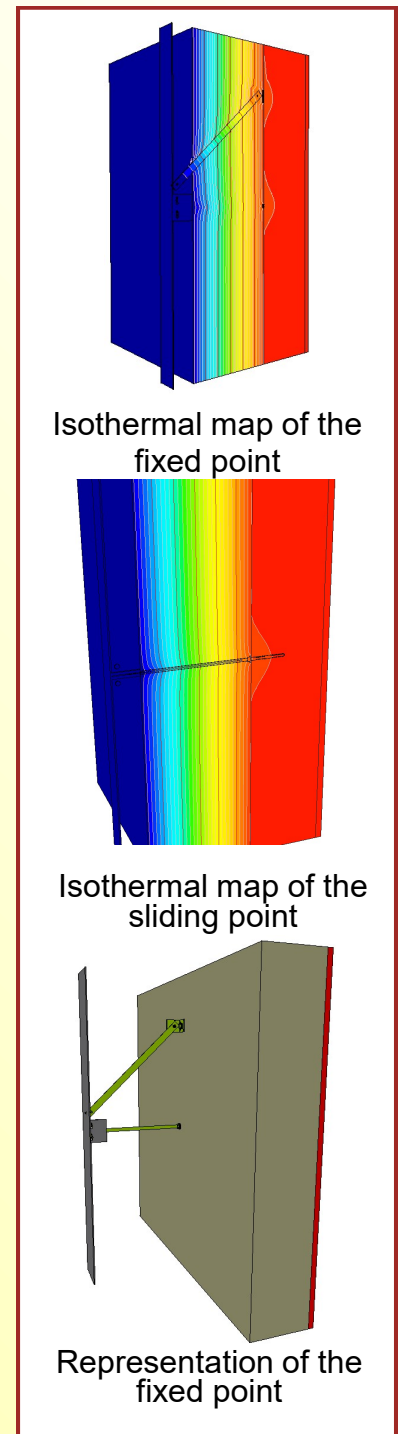 Isothermal map of the
fixed point
Isothermal map of the
sliding point
Representation of the
fixed point